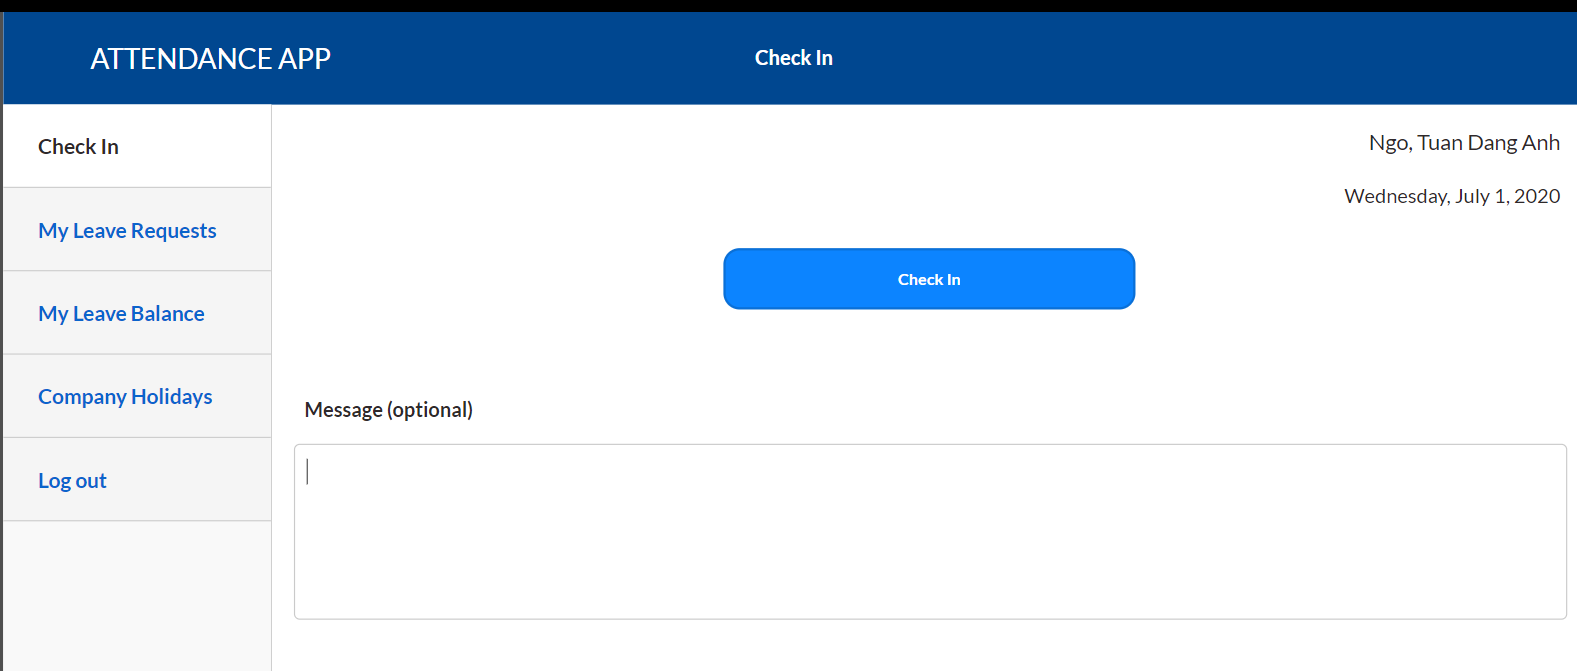 ATTENDANCE APP
Check In
Check In
My Leave Requests
My Leave Balance
Company Holidays
Log out
Ngo, Tuan Dang Anh
Wednesday, July 1, 2020
Check In
Message (optional)